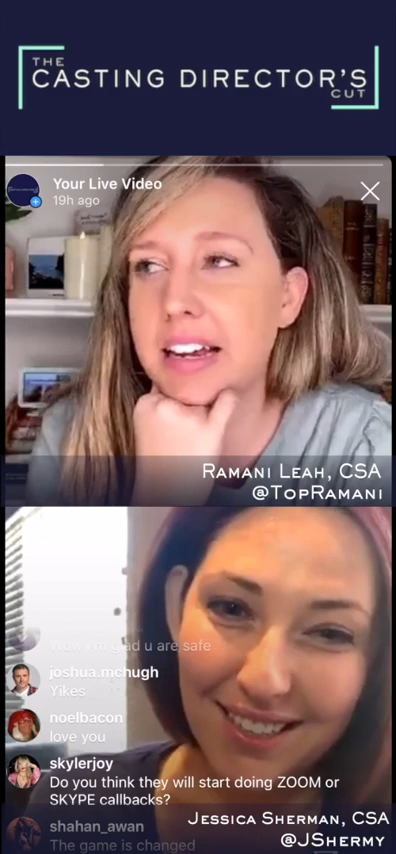 THE
CASTING DIRECTOR'S
CUT
Your Live Video
19h ago
RAMANI LEAH, CSA
@TOPRAMANI
Wow i m glad u are safe
joshua.mchugh
Yikes
noelbacon
love you
skylerjoy
Do you think they will start doing ZOOM or
SKYPE callbacks?
JESSICA SHERMAN, CSA
shahan_awan
@JSHERMY
The game is changed